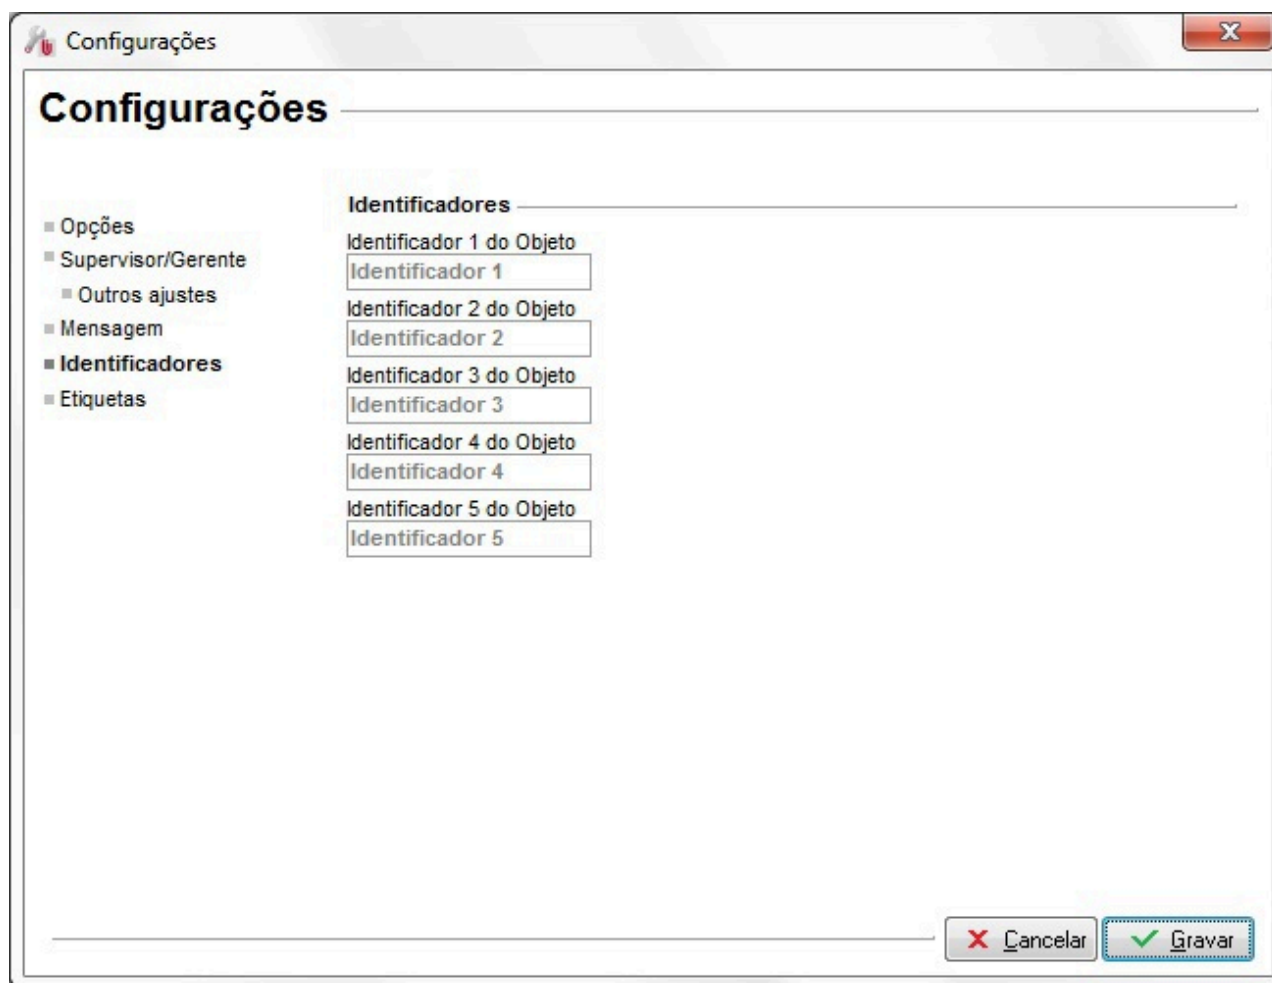 Configurações
Configurações
Opções
Supervisor/Gerente
Outros ajustes
Mensagem
Identificadores
Etiquetas
Identificadores
Identificador 1 do Objeto
Identificador 1
Identificador 2 do Objeto
Identificador 2
Identificador 3 do Objeto
Identificador 3
Identificador 4 do Objeto
Identificador 4
Identificador 5 do Objeto
Identificador 5
Cancelar
Gravar